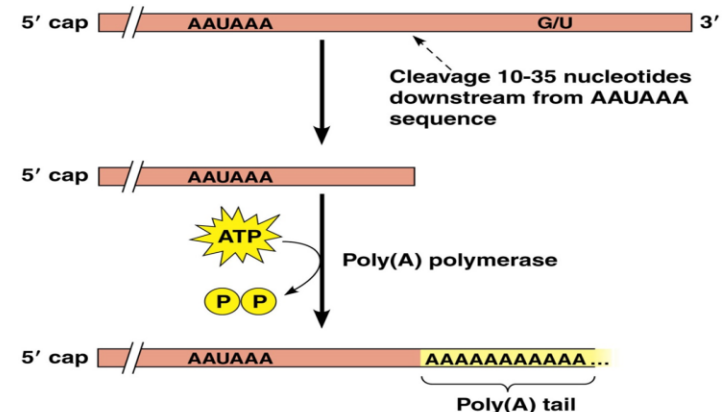 5′ cap AAUAAA G/U 3′
Cleavage 10-35 nucleotides
downstream from AAUAAA
sequence
5′ cap AAUAAA
ATP
Poly(A) polymerase
P P
5′ cap AAUAAA AAAAAAAAAAA...
Poly(A) tail